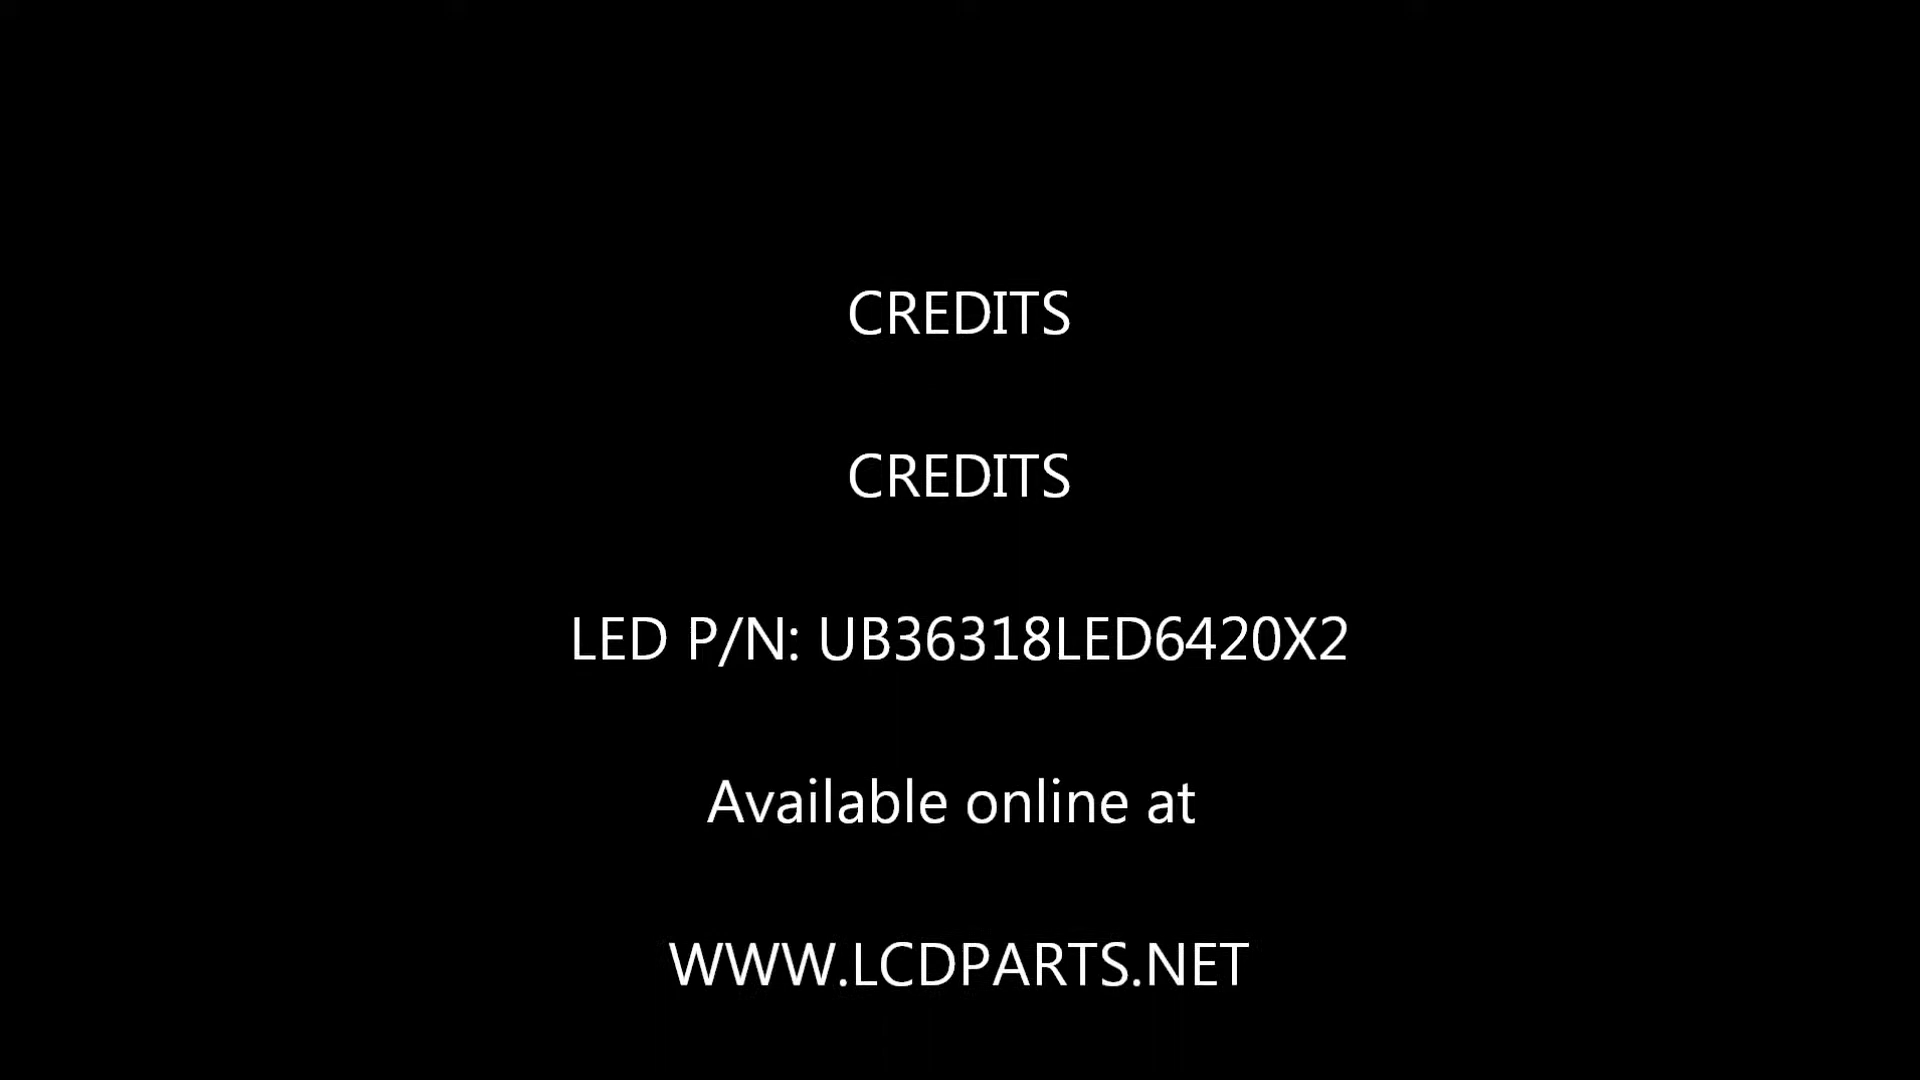 CREDITS
CREDITS
LED P/N: UB36318LED6420X2
Available online at
WWW.LCDPARTS.NET